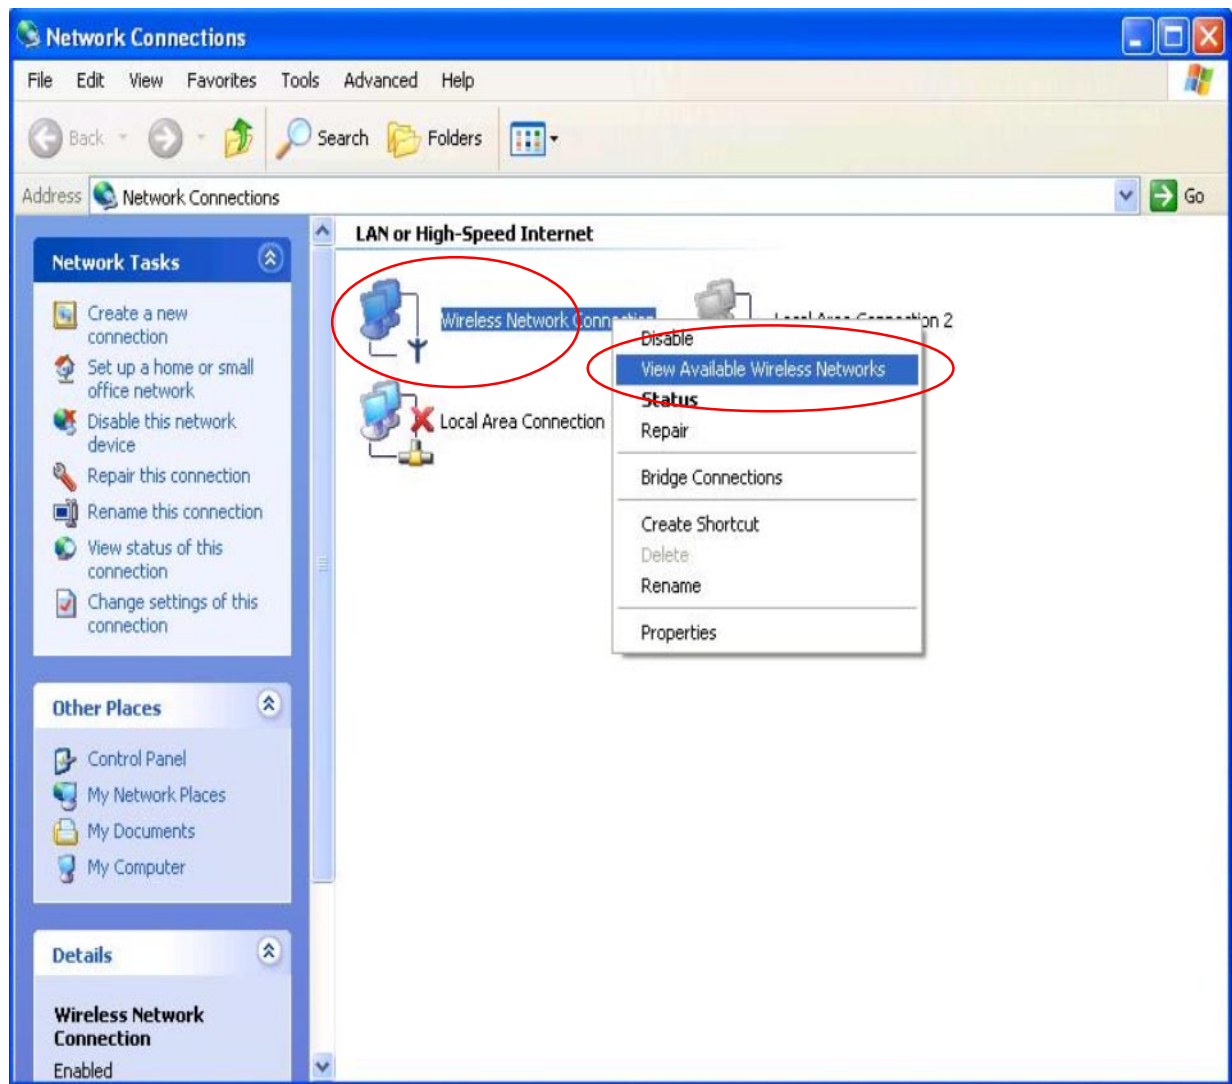 Network Connections
File Edit View Favorites Tools Advanced Help
Back Search Folders
Address Network Connections Go
Network Tasks
Create a new
connection
Set up a home or small
office network
Disable this network
device
Repair this connection
Rename this connection
View status of this
connection
Change settings of this
connection
Other Places
Control Panel
My Network Places
My Documents
My Computer
Details
Wireless Network
Connection
Enabled
LAN or High-Speed Internet
Wireless Network Connection
Local Area Connection 2
Local Area Connection
Disable
View Available Wireless Networks
Status
Repair
Bridge Connections
Create Shortcut
Delete
Rename
Properties